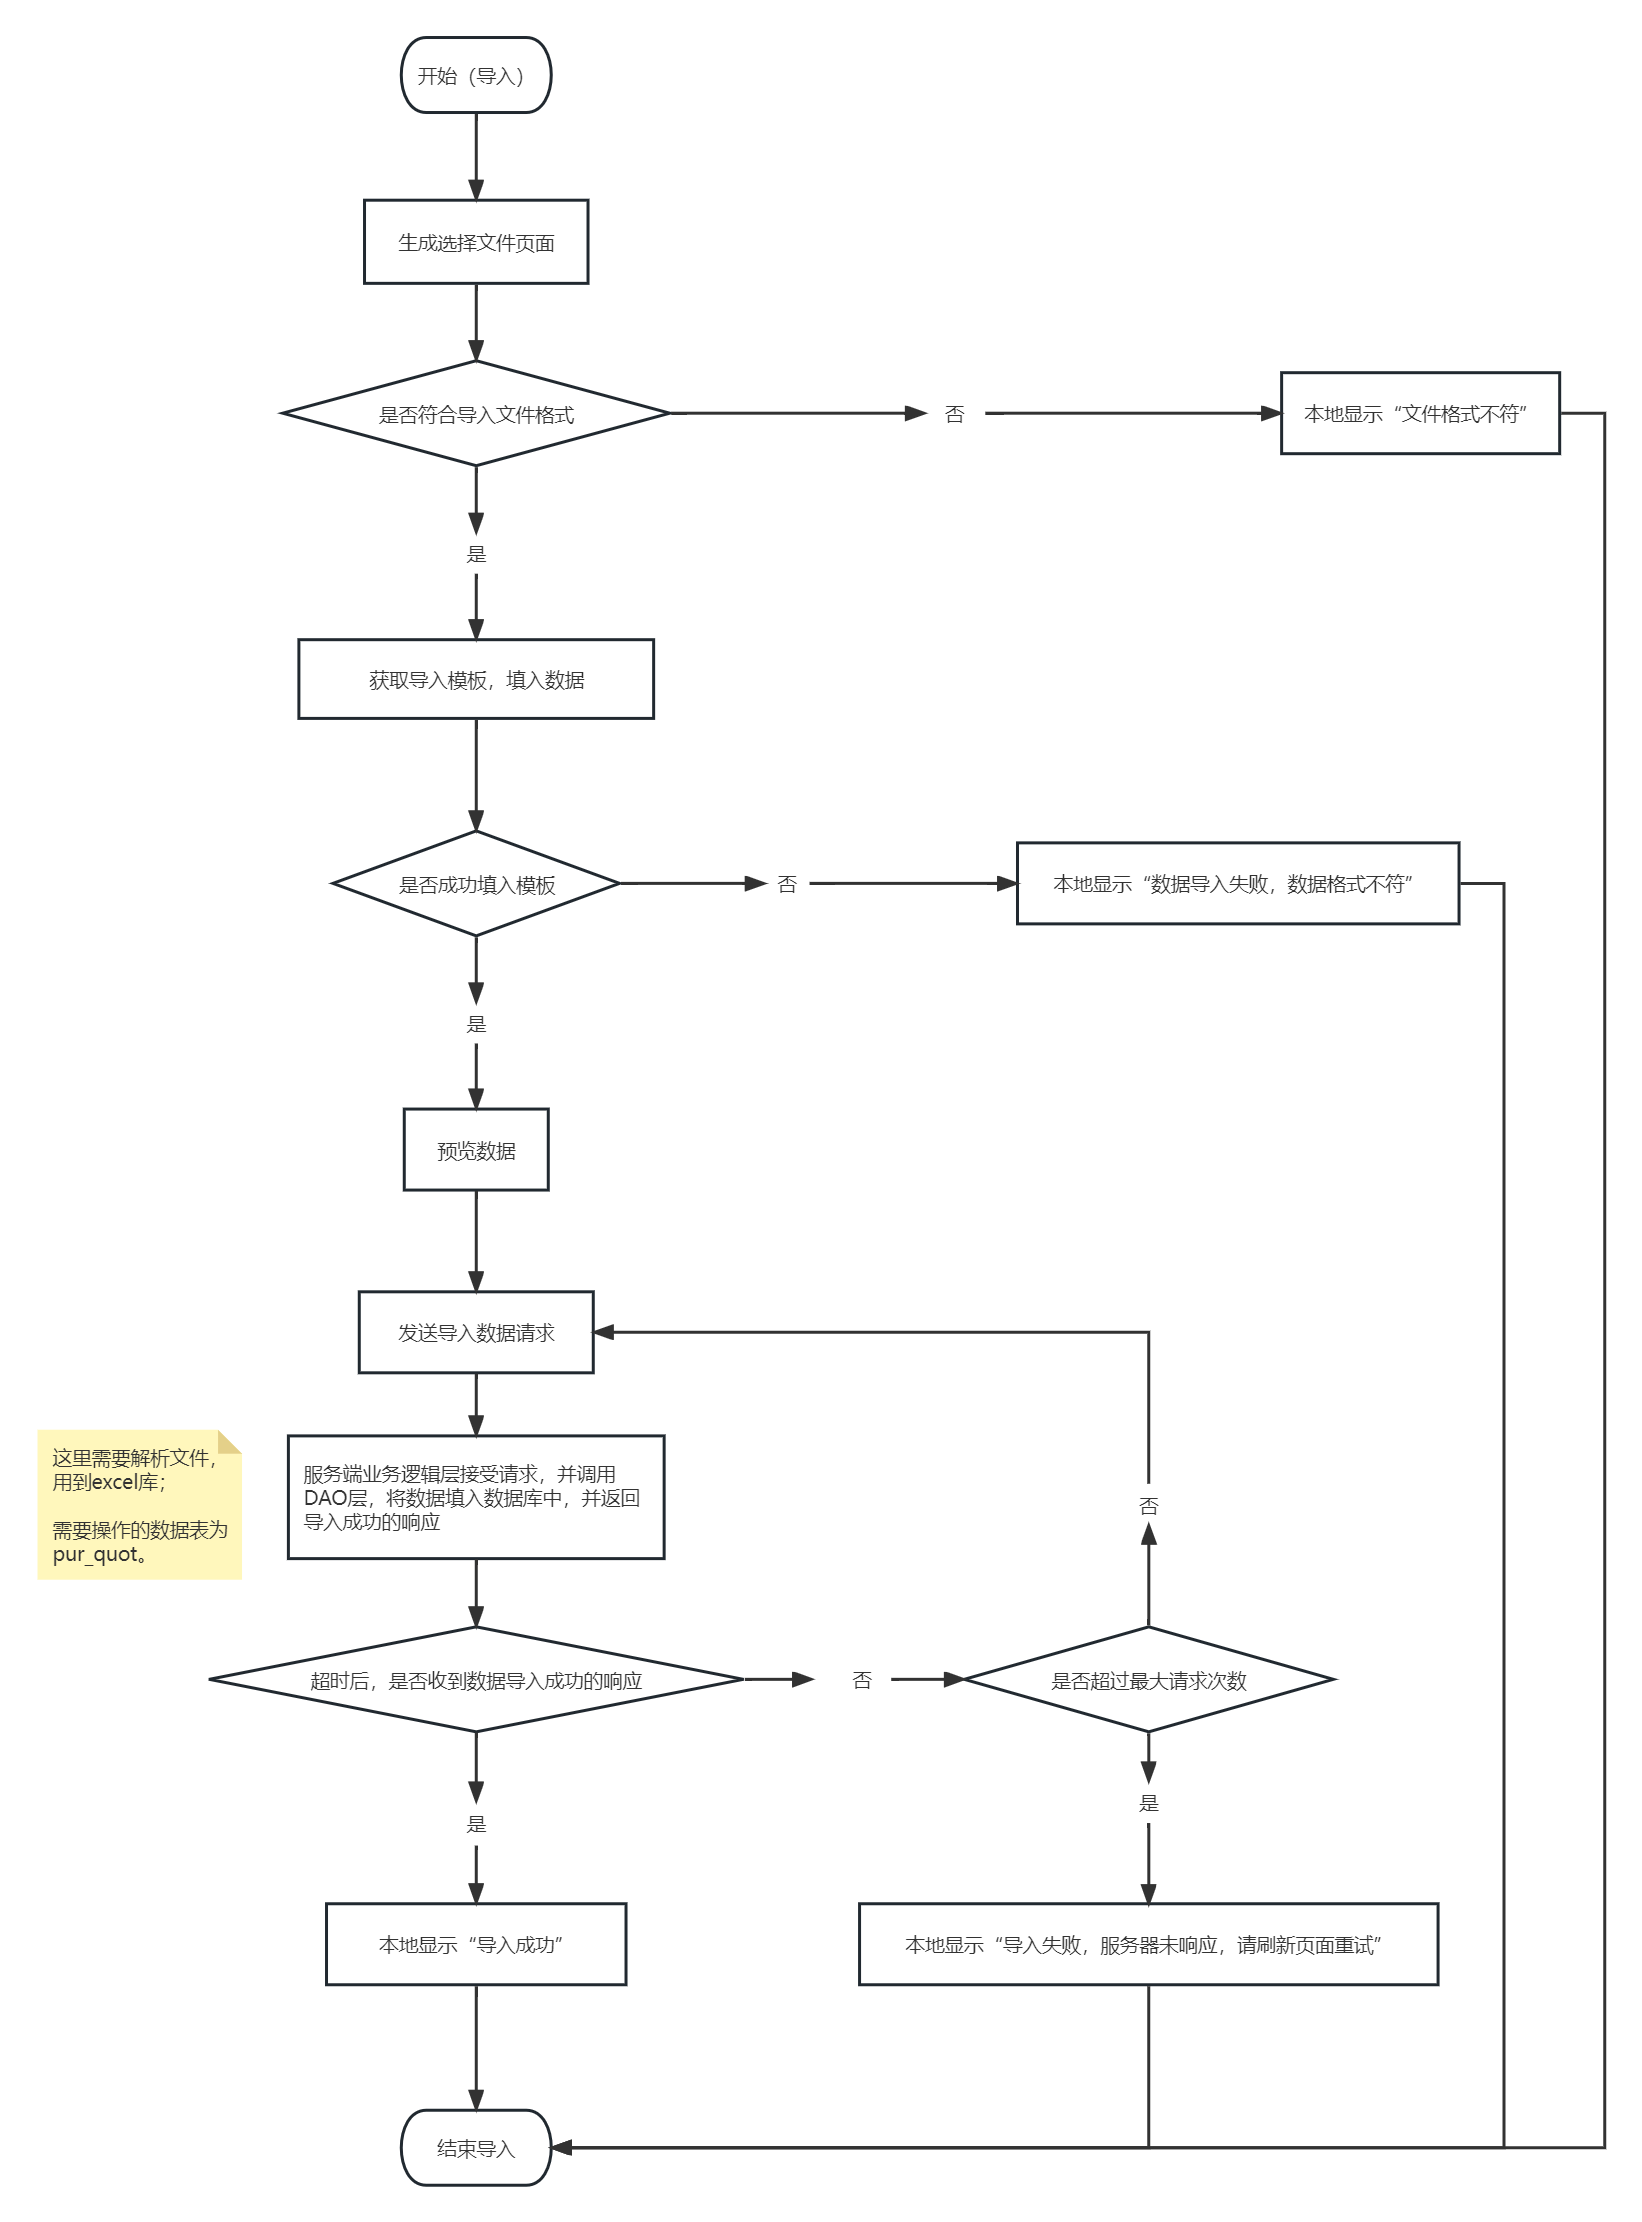 开始（导入）
生成选择文件页面
是否符合导入文件格式
否
本地显示“文件格式不符”
是
获取导入模板，填入数据
是否成功填入模板
否
本地显示“数据导入失败，数据格式不符”
是
预览数据
发送导入数据请求
这里需要解析文件，
用到excel库；
需要操作的数据表为
pur_quot。
服务端业务逻辑层接受请求，并调用
DAO层，将数据填入数据库中，并返回
导入成功的响应
否
超时后，是否收到数据导入成功的响应
否
是否超过最大请求次数
是
是
本地显示“导入成功”
本地显示“导入失败，服务器未响应，请刷新页面重试”
结束导入